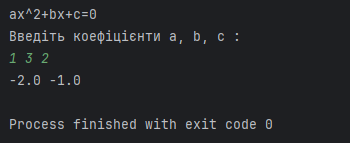 ax^2+bx+c=0
Введіть коефіцієнти a, b, c :
1 3 2
-2.0 -1.0
Process finished with exit code 0